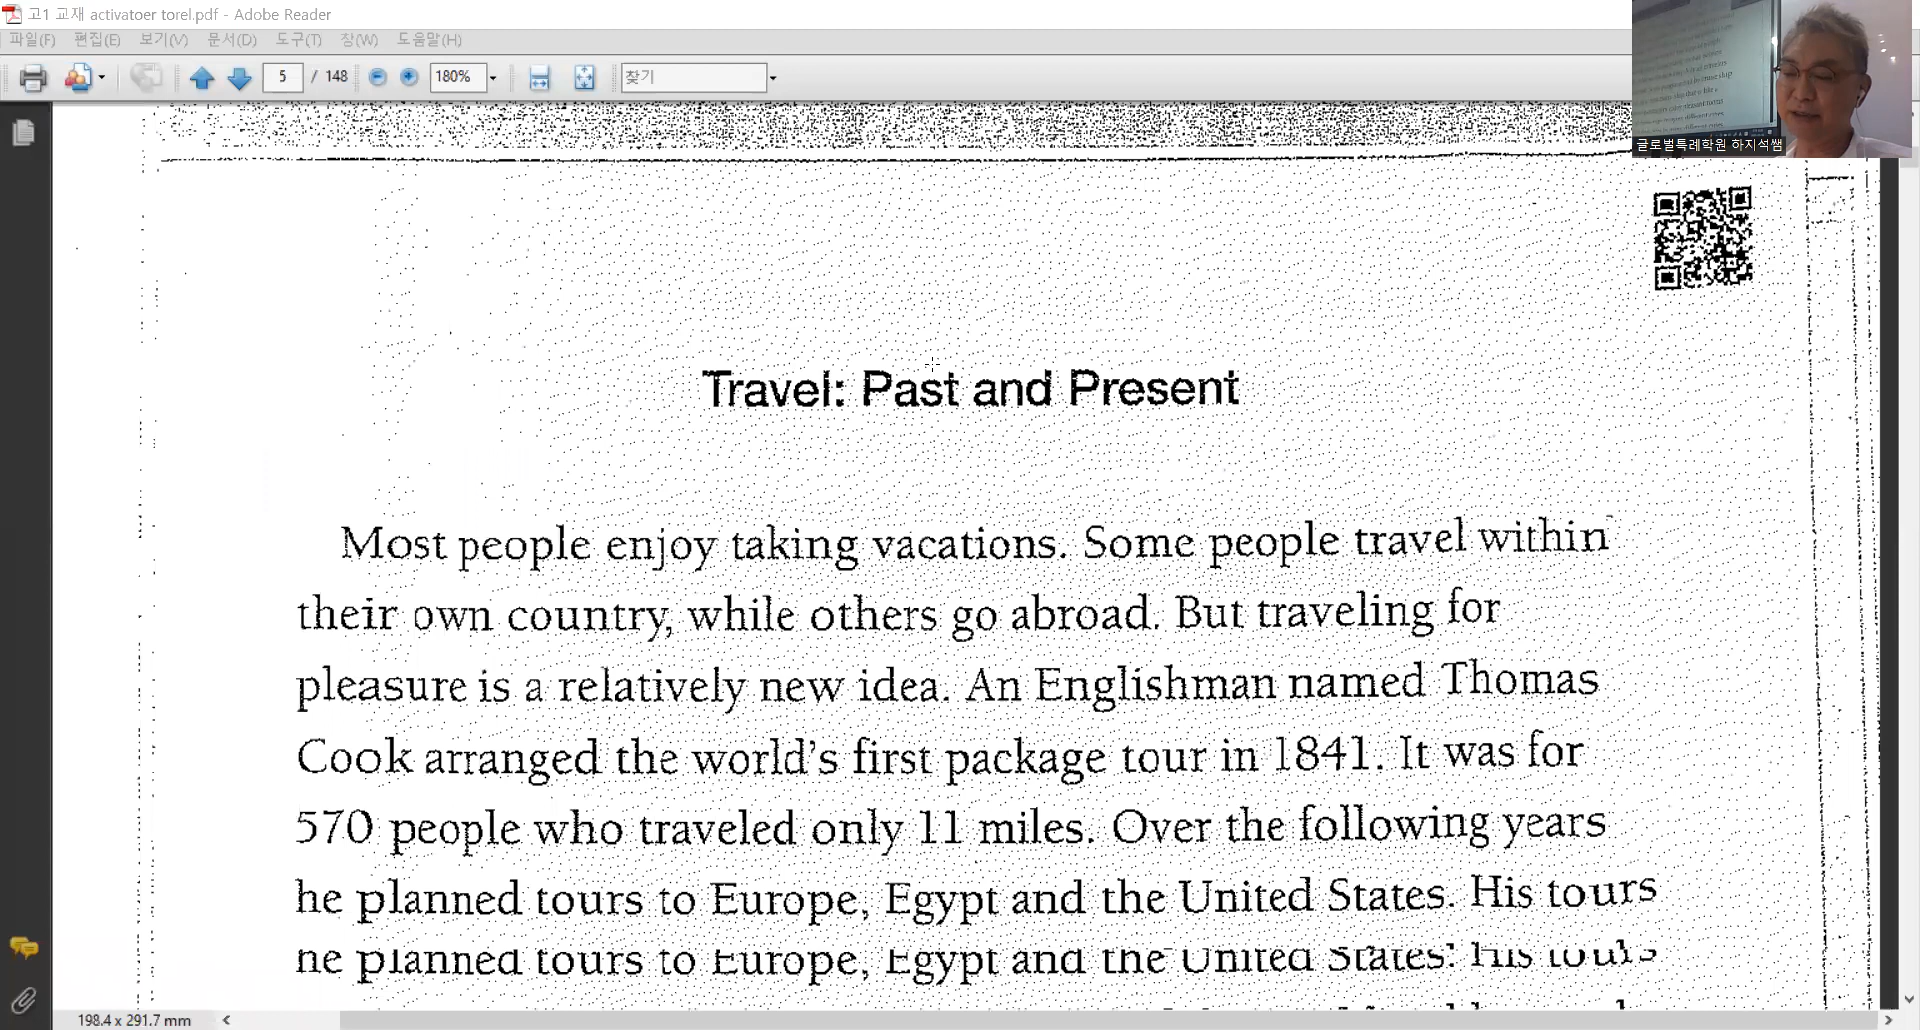 고1 교재 activatoer torel.pdf - Adobe Reader
파일(F) 편집(E) 보기(V) 문서(D) 도구(T) 창(W) 도움말(H)
5 / 148 180% 찾기
글로벌특례학원 하지석쌤
Travel: Past and Present
Most people enjoy taking vacations. Some people travel within
their own country, while others go abroad. But traveling for
pleasure is a relatively new idea. An Englishman named Thomas
Cook arranged the world's first package tour in 1841. It was for
570 people who traveled only 11 miles. Over the following years
he planned tours to Europe, Egypt and the United States. His tours
he planned tours to Europe, Egypt and the United States. His tours
198.4 x 291.7 mm